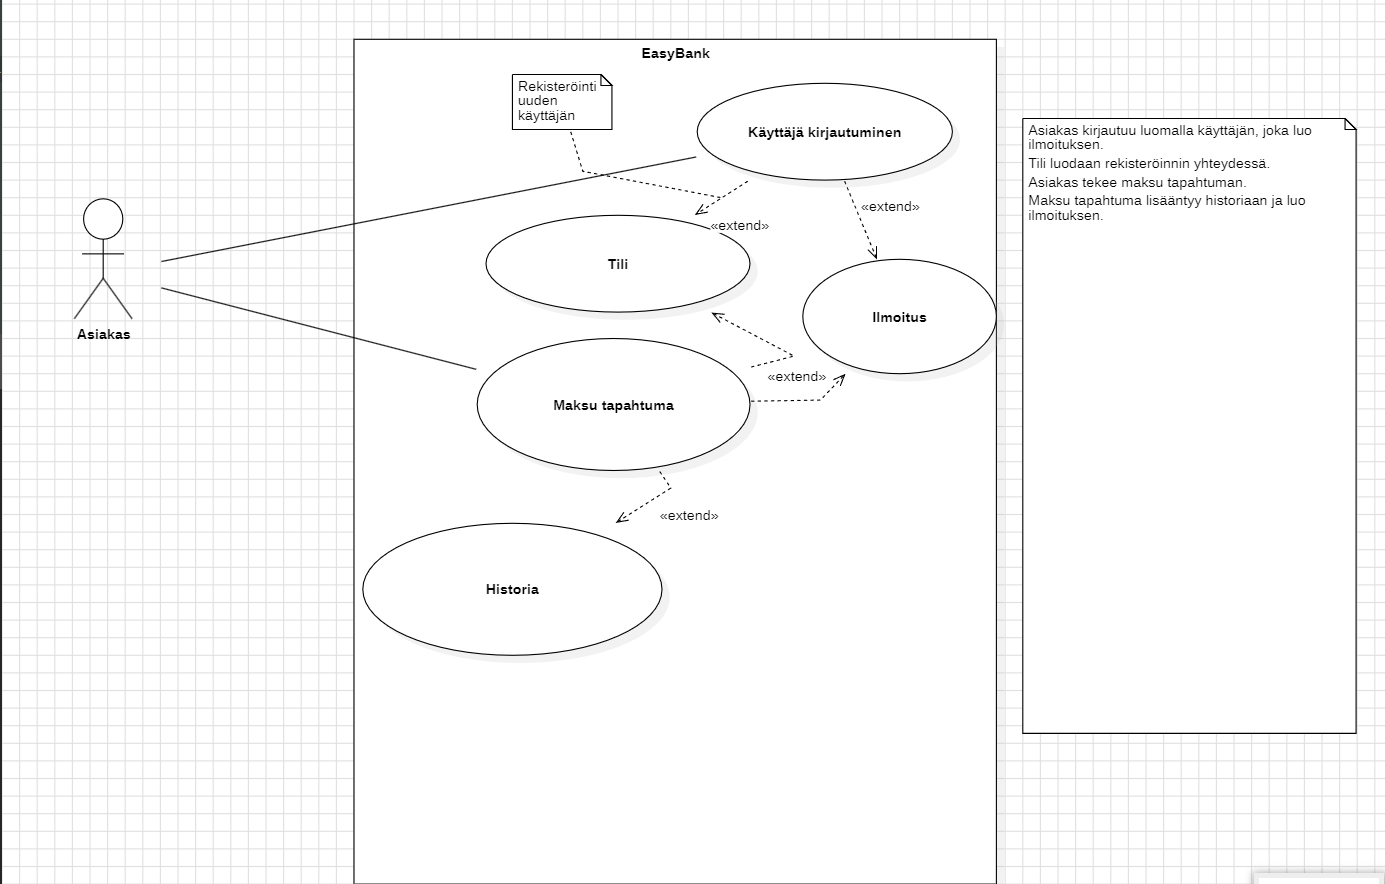 EasyBank
Rekisteröinti
uuden
käyttäjän
Käyttäjä kirjautuminen
«extend»
«extend»
Tili
Ilmoitus
«extend»
Maksu tapahtuma
«extend»
Historia
Asiakas
Asiakas kirjautuu luomalla käyttäjän, joka luo
ilmoituksen.
Tili luodaan rekisteröinnin yhteydessä.
Asiakas tekee maksu tapahtuman.
Maksu tapahtuma lisääntyy historiaan ja luo
ilmoituksen.